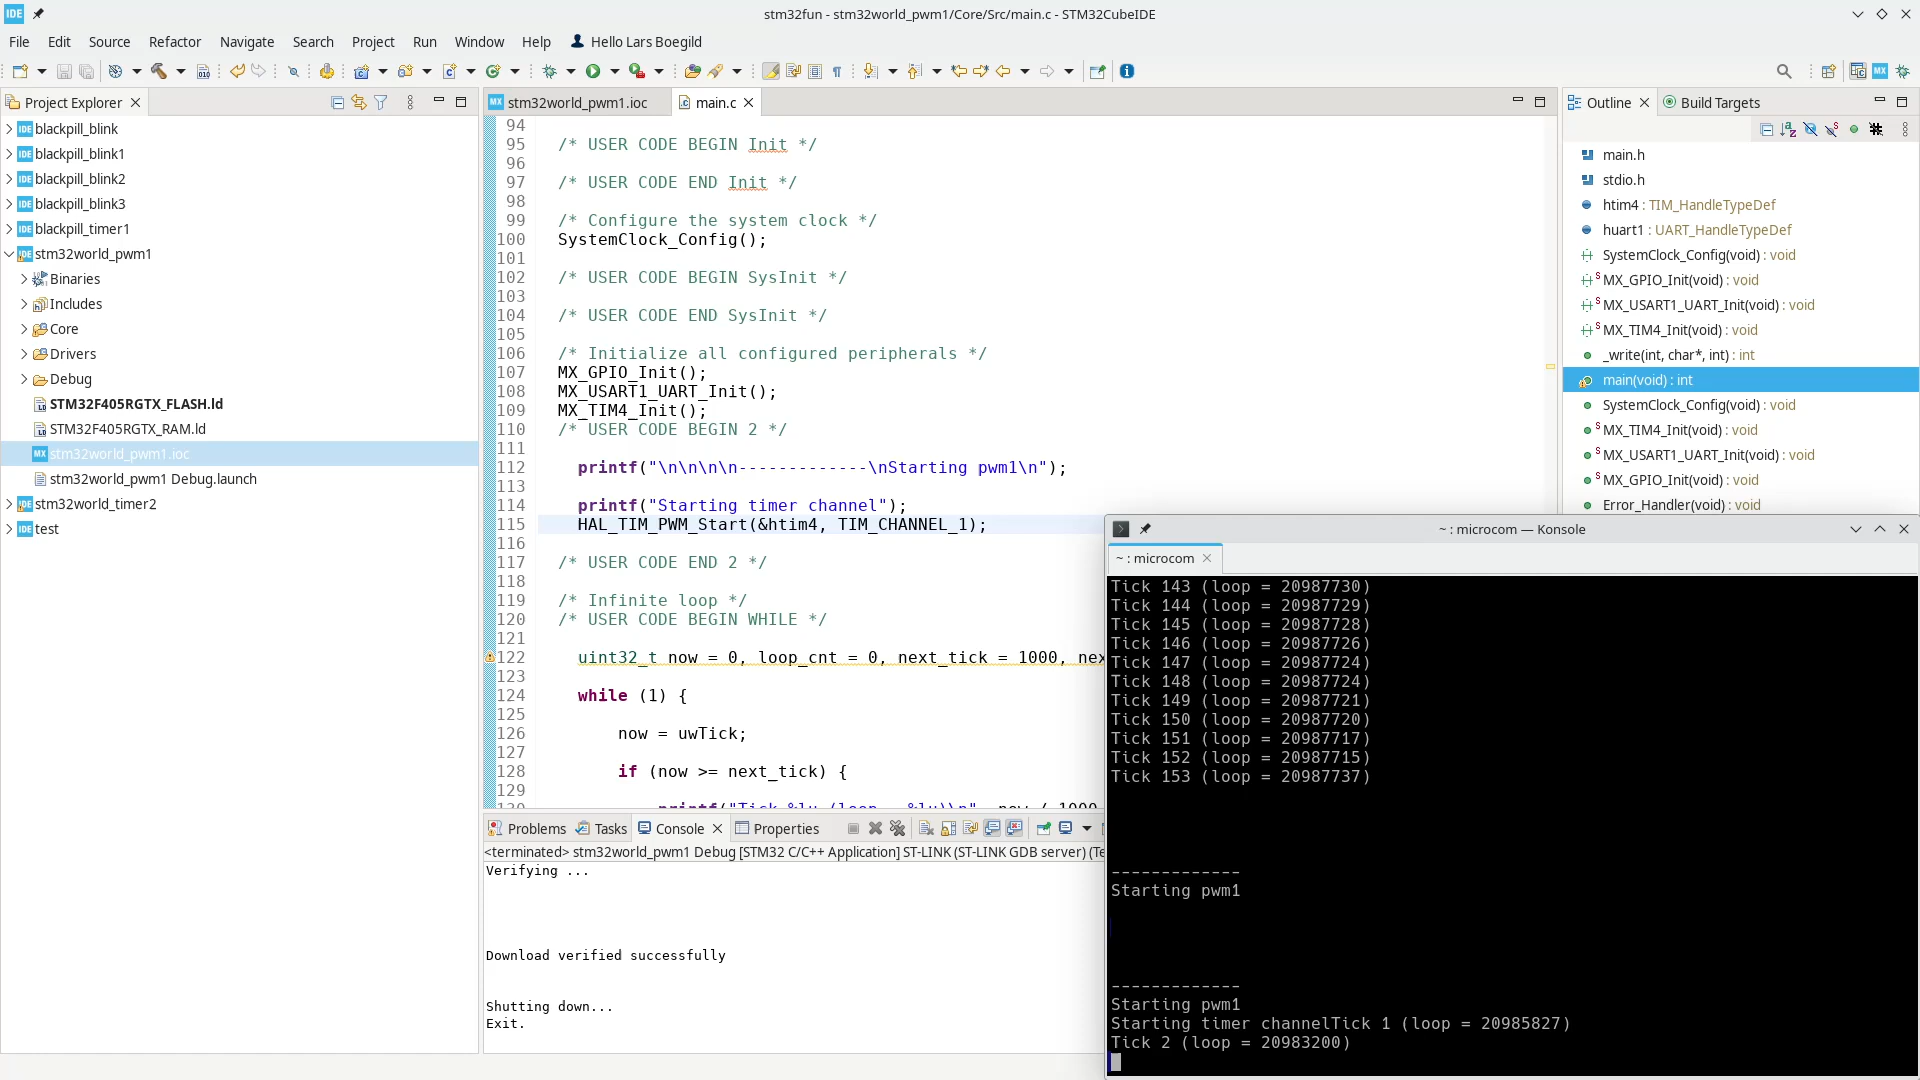 IDE
stm32fun - stm32world_pwm1/Core/Src/main.c - STM32CubeIDE
File Edit Source Refactor Navigate Search Project Run Window Help Hello Lars Boegild
Project Explorer
blackpill_blink
blackpill_blink1
blackpill_blink2
blackpill_blink3
blackpill_timer1
stm32world_pwm1
Binaries
Includes
Core
Drivers
Debug
STM32F405RGTX_FLASH.ld
STM32F405RGTX_RAM.ld
stm32world_pwm1.ioc
stm32world_pwm1 Debug.launch
stm32world_timer2
test
stm32world_pwm1.ioc main.c
94
95 /* USER CODE BEGIN Init */
96
97 /* USER CODE END Init */
98
99 /* Configure the system clock */
100 SystemClock_Config();
101
102 /* USER CODE BEGIN SysInit */
103
104 /* USER CODE END SysInit */
105
106 /* Initialize all configured peripherals */
107 MX_GPIO_Init();
108 MX_USART1_UART_Init();
109 MX_TIM4_Init();
110 /* USER CODE BEGIN 2 */
111
112 printf("\n\n\n\n-------------\nStarting pwm1\n");
113
114 printf("Starting timer channel");
115 HAL_TIM_PWM_Start(&htim4, TIM_CHANNEL_1);
116
117 /* USER CODE END 2 */
118
119 /* Infinite loop */
120 /* USER CODE BEGIN WHILE */
121
122 uint32_t now = 0, loop_cnt = 0, next_tick = 1000, nex
123
124 while (1) {
125
126 now = uwTick;
127
128 if (now >= next_tick) {
129
Outline Build Targets
main.h
stdio.h
htim4 : TIM_HandleTypeDef
huart1 : UART_HandleTypeDef
SystemClock_Config(void) : void
MX_GPIO_Init(void) : void
MX_USART1_UART_Init(void) : void
MX_TIM4_Init(void) : void
_write(int, char*, int) : int
main(void) : int
SystemClock_Config(void) : void
MX_TIM4_Init(void) : void
MX_USART1_UART_Init(void) : void
MX_GPIO_Init(void) : void
Error_Handler(void) : void
Problems Tasks Console Properties
<terminated> stm32world_pwm1 Debug [STM32 C/C++ Application] ST-LINK (ST-LINK GDB server) (Te
Verifying ...
Download verified successfully
Shutting down...
Exit.
~ : microcom — Konsole
~ : microcom
Tick 143 (loop = 20987730)
Tick 144 (loop = 20987729)
Tick 145 (loop = 20987728)
Tick 146 (loop = 20987726)
Tick 147 (loop = 20987724)
Tick 148 (loop = 20987724)
Tick 149 (loop = 20987721)
Tick 150 (loop = 20987720)
Tick 151 (loop = 20987717)
Tick 152 (loop = 20987715)
Tick 153 (loop = 20987737)
-------------
Starting pwm1
-------------
Starting pwm1
Starting timer channelTick 1 (loop = 20985827)
Tick 2 (loop = 20983200)